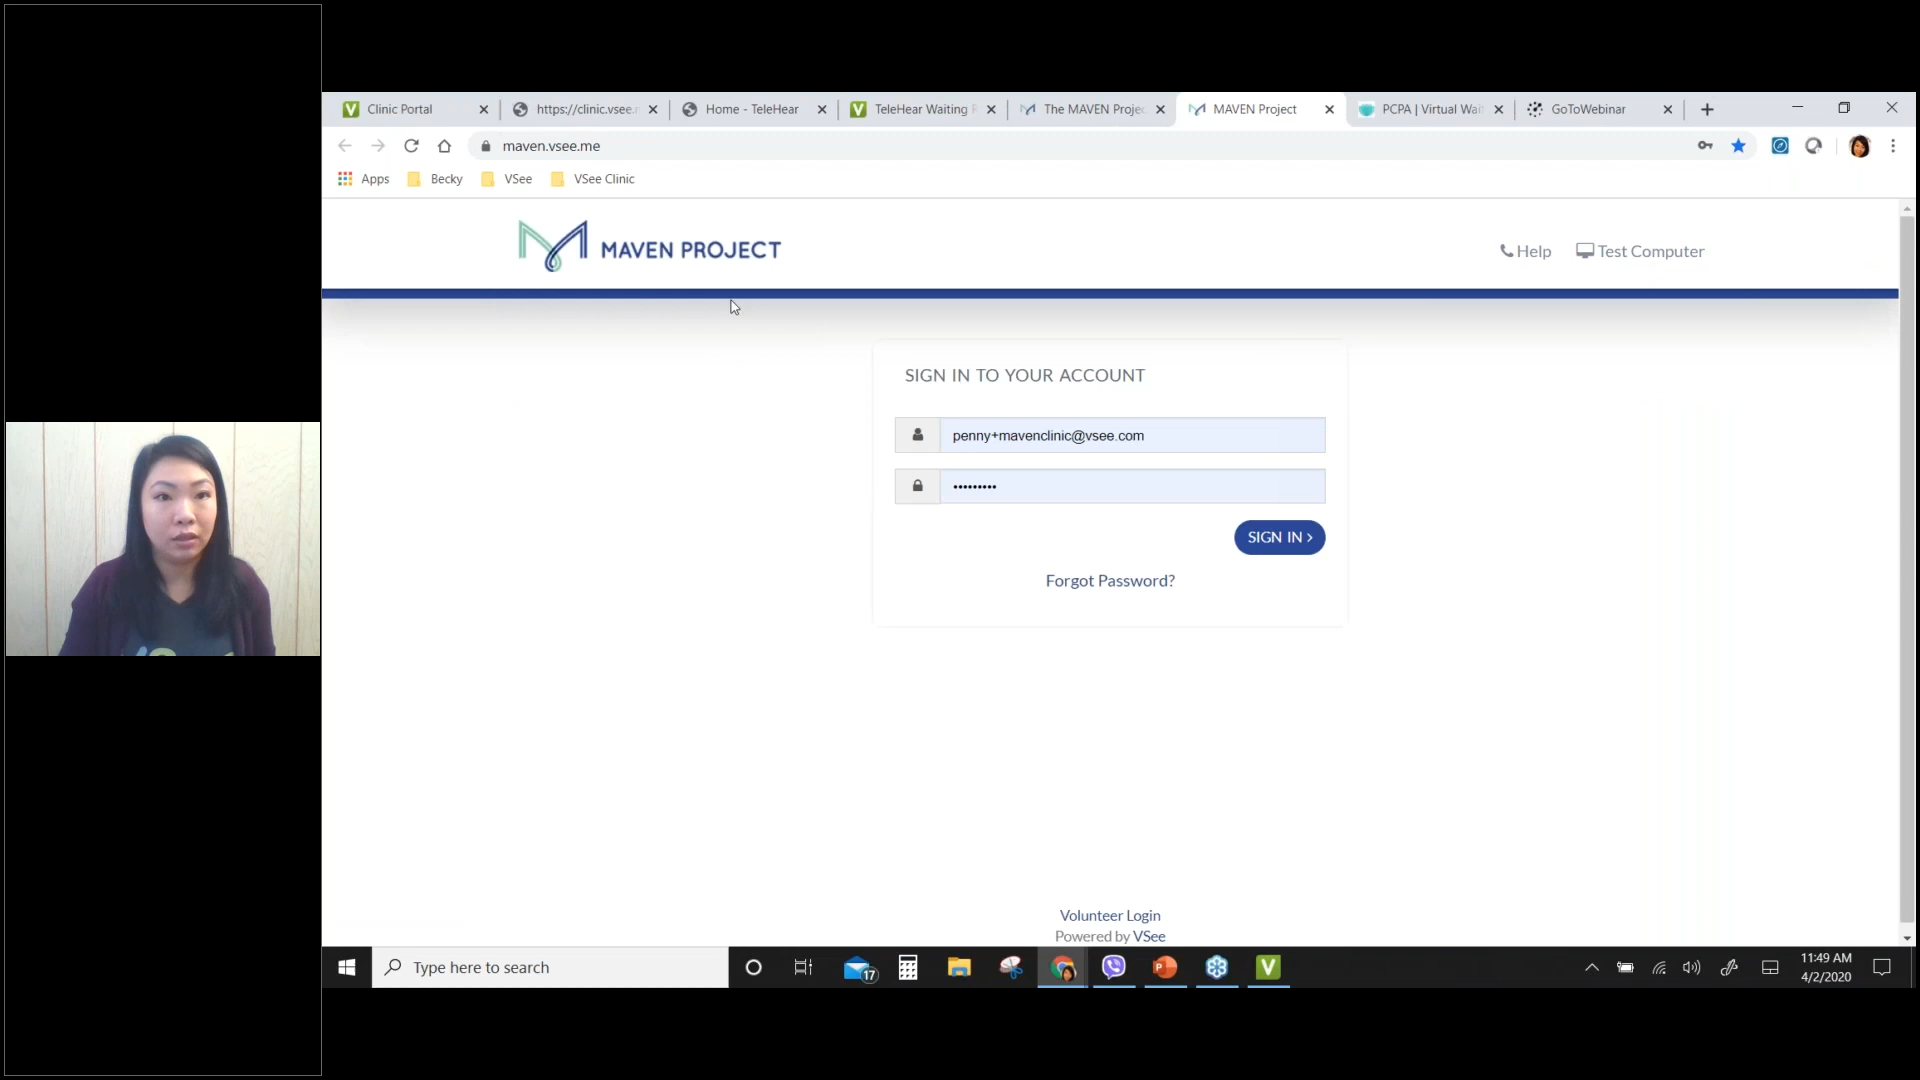 Clinic Portal
https://clinic.vsee.
Home - TeleHear
TeleHear Waiting
The MAVEN Projec
MAVEN Project
PCPA | Virtual Wai
GoToWebinar
maven.vsee.me
Apps
Becky
VSee
VSee Clinic
MAVEN PROJECT
Help
Test Computer
SIGN IN TO YOUR ACCOUNT
penny+mavenclinic@vsee.com
•••••••••
SIGN IN >
Forgot Password?
Volunteer Login
Powered by VSee
Type here to search
17
11:49 AM
4/2/2020